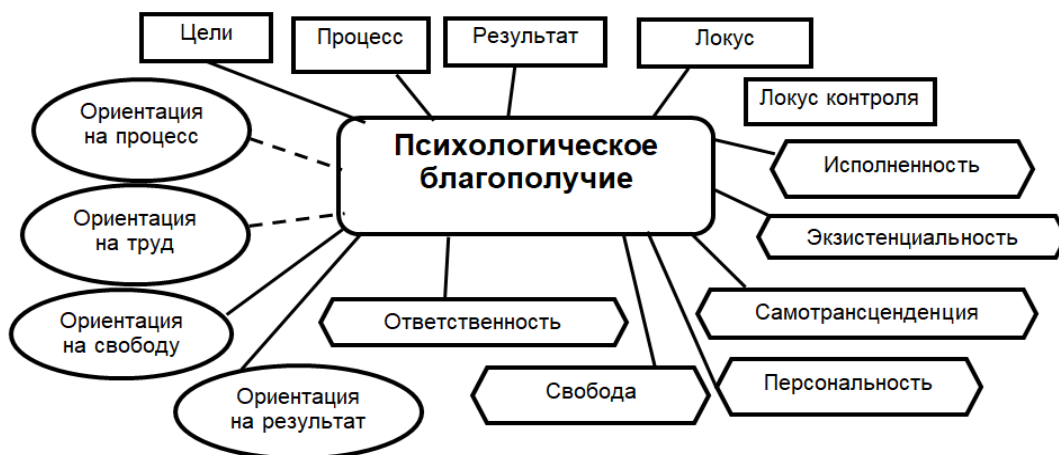 Цели
Процесс
Результат
Локус
Локус контроля
Ориентация
на процесс
Психологическое
благополучие
Исполненность
Ориентация
на труд
Экзистенциальность
Ориентация
на свободу
Ответственность
Самотрансценденция
Ориентация
на результат
Свобода
Персональность